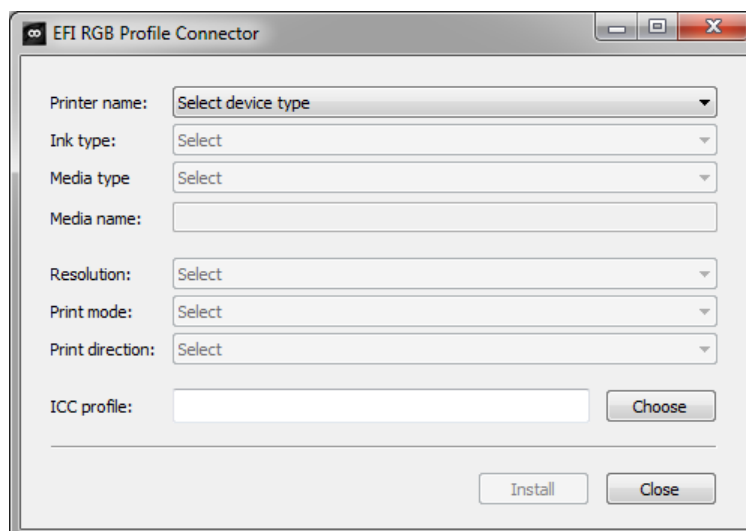 EFI RGB Profile Connector
Printer name: Select device type
Ink type: Select
Media type Select
Media name:
Resolution: Select
Print mode: Select
Print direction: Select
ICC profile: Choose
Install Close